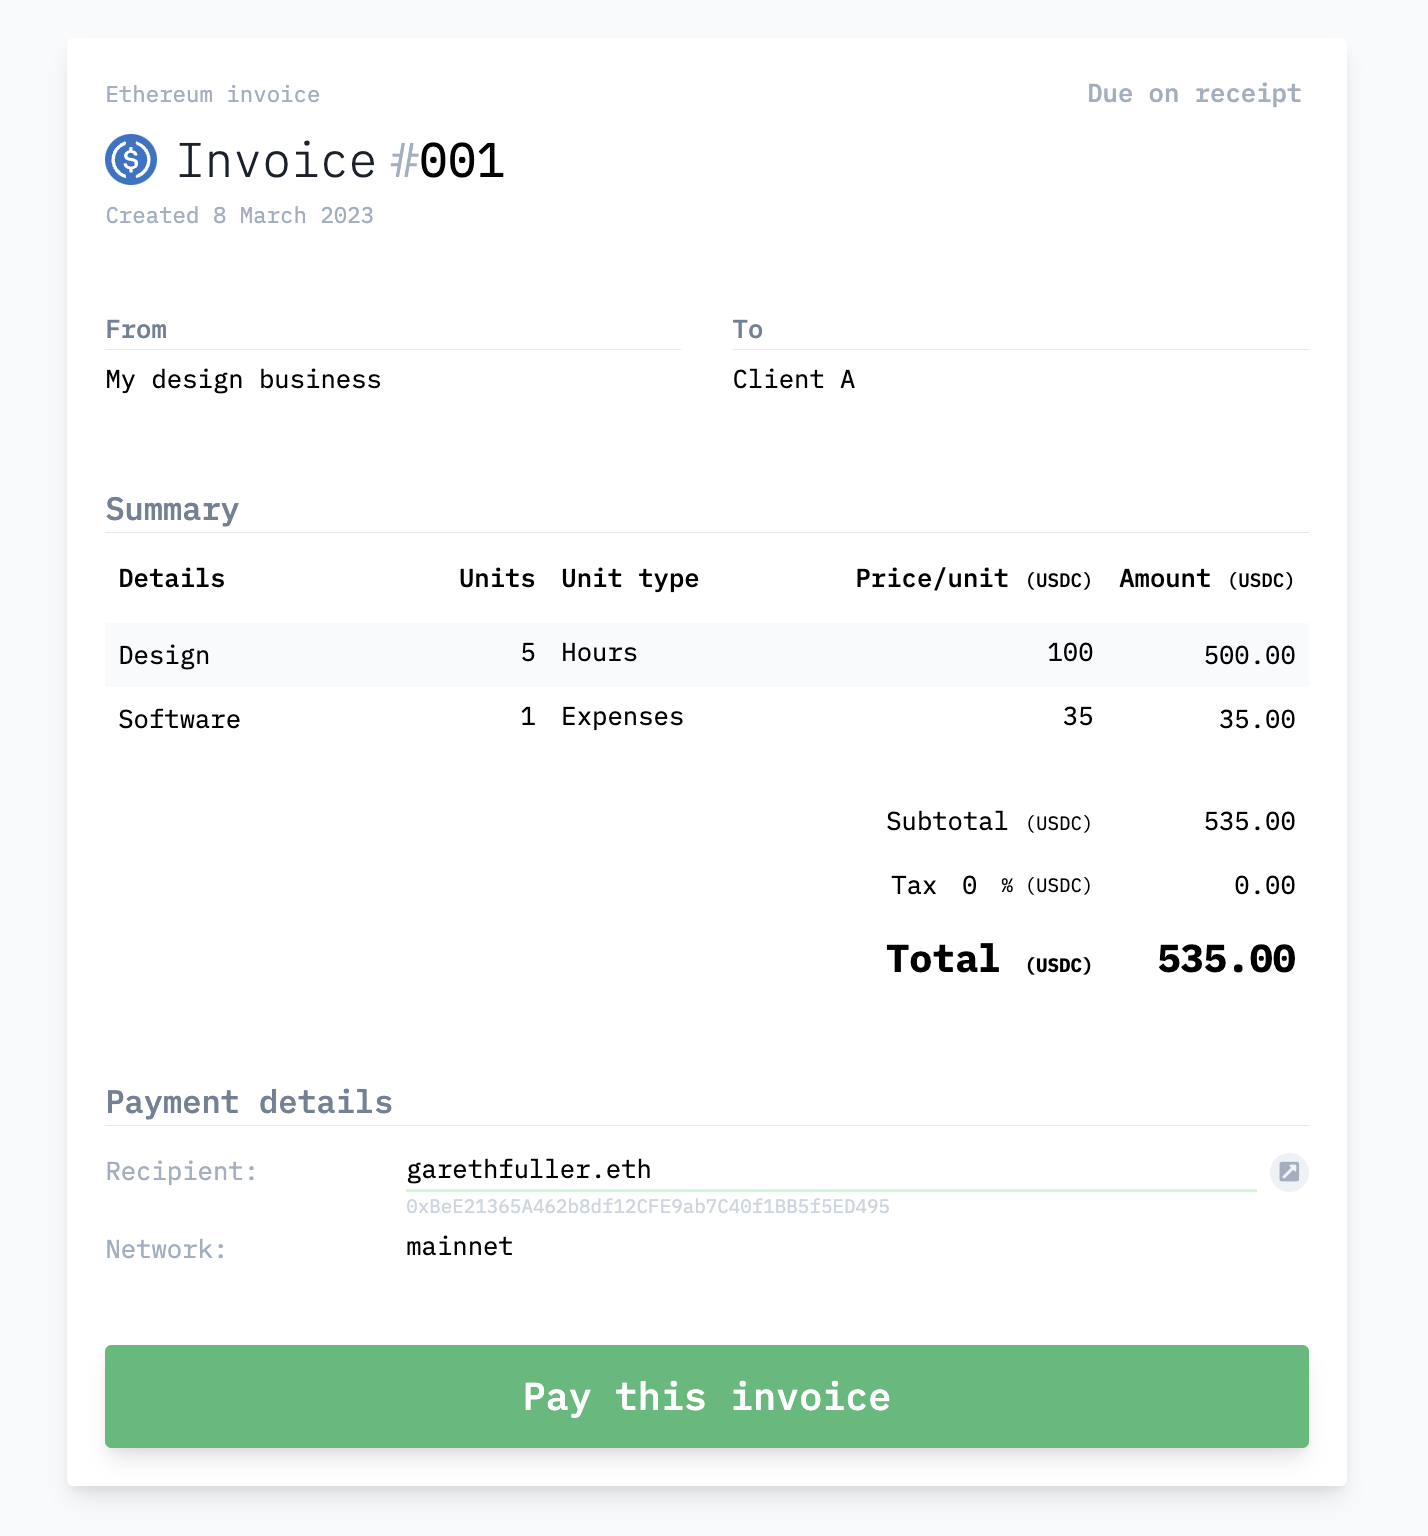 Ethereum invoice
Due on receipt
Invoice #001
Created 8 March 2023
From
To
My design business
Client A
Summary
Details Units Unit type Price/unit (USDC) Amount (USDC)
Design 5 Hours 100 500.00
Software 1 Expenses 35 35.00
Subtotal (USDC) 535.00
Tax 0 % (USDC) 0.00
Total (USDC) 535.00
Payment details
Recipient: garethfuller.eth
0xBeE21365A462b8df12CFE9ab7C40f1BB5f5ED495
Network: mainnet
Pay this invoice